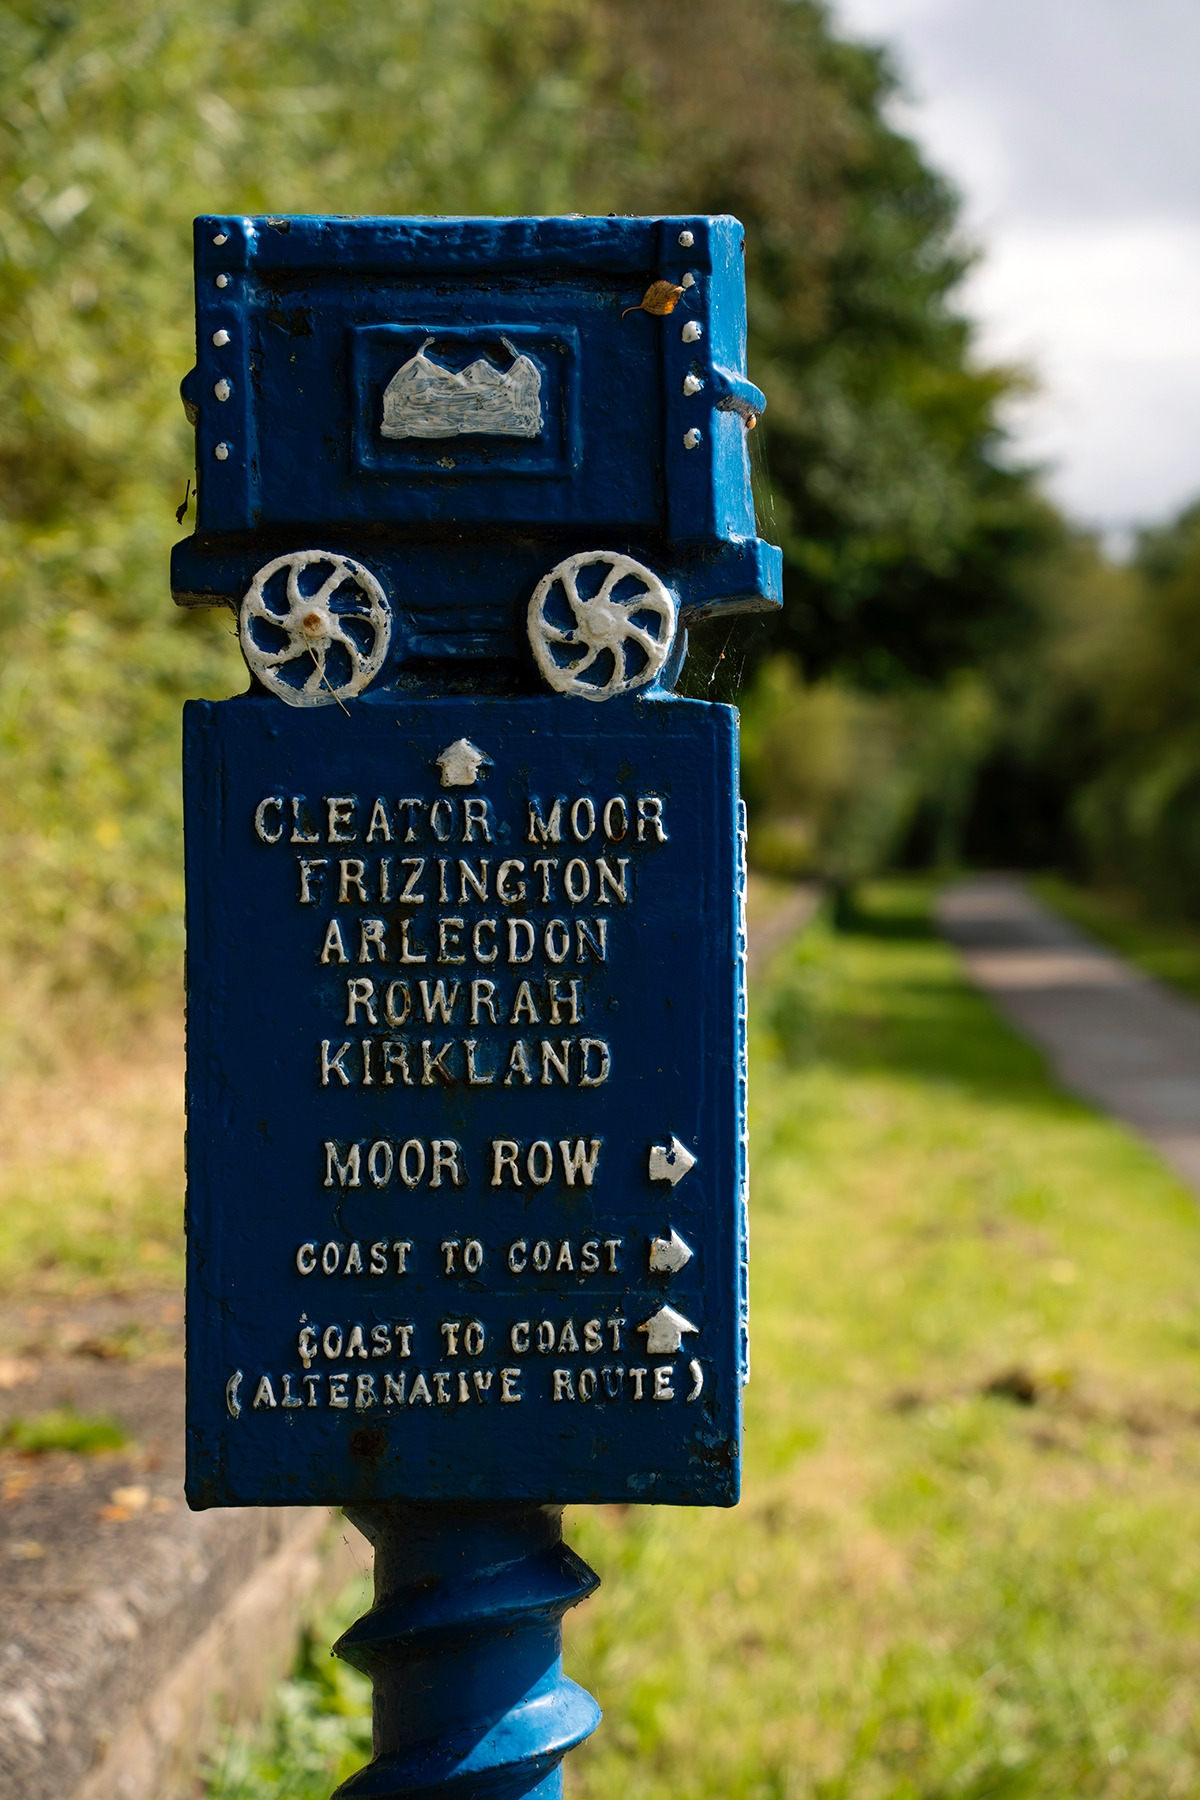 CLEATOR MOOR
FRIZINGTON
ARLECDON
ROWRAH
KIRKLAND
MOOR ROW
COAST TO COAST
COAST TO COAST
(ALTERNATIVE ROUTE)